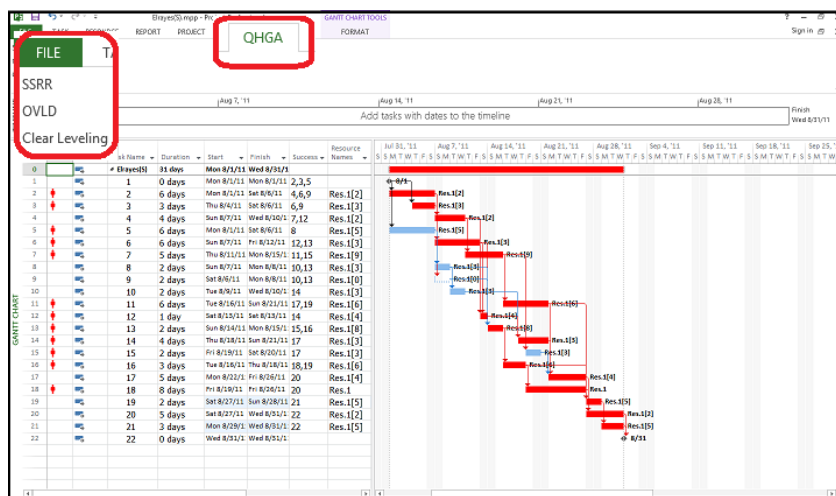 Elrayes(S).mpp - Pro
GANTT CHART TOOLS
REPORT PROJECT QHGA FORMAT Sign in
FILE TA
SSRR
OVLD
Clear Leveling
Aug 7, '11 Aug 14, '11 Aug 21, '11 Aug 28, '11
Add tasks with dates to the timeline
Finish
Wed 8/31/11
Jul 31, '11 Aug 7, '11 Aug 14, '11 Aug 21, '11 Aug 28, '11 Sep 4, '11 Sep 11, '11 Sep 18, '11 Sep 25, '
sk Name Duration Start Finish Success Resource Names
S S M T W T F S S M T W T F S S M T W T F S S M T W T F S S M T W T F S S M T W T F S S M T W T F S S M T W T F S S M T W
0 Elrayes(S) 31 days Mon 8/1/11 Wed 8/31/1
1 1 0 days Mon 8/1/11 Mon 8/1/11 2,3,5 8/1
2 2 6 days Mon 8/1/11 Sat 8/6/11 4,6,9 Res.1[2] Res.1[2]
3 3 3 days Thu 8/4/11 Sat 8/6/11 6,9 Res.1[3] Res.1[3]
4 4 4 days Sun 8/7/11 Wed 8/10/1 7,12 Res.1[2] Res.1[2]
5 5 6 days Mon 8/1/11 Sat 8/6/11 8 Res.1[5] Res.1[5]
6 6 6 days Sun 8/7/11 Fri 8/12/11 12,13 Res.1[3] Res.1[3]
7 7 5 days Thu 8/11/11 Mon 8/15/1 11,15 Res.1[9] Res.1[9]
8 8 2 days Sun 8/7/11 Mon 8/8/11 10,13 Res.1[3]
9 9 2 days Sat 8/6/11 Mon 8/8/11 10,13 Res.1[0] Res.1[0]
10 10 2 days Tue 8/9/11 Wed 8/10/1 14 Res.1[3]
11 11 6 days Tue 8/16/11 Sun 8/21/11 17,19 Res.1[6] Res.1[6]
12 12 1 day Sat 8/13/11 Sat 8/13/11 14 Res.1[4] Res.1[4]
13 13 2 days Sun 8/14/11 Mon 8/15/1 15,16 Res.1[8] Res.1[8]
14 14 4 days Thu 8/18/11 Sun 8/21/11 17 Res.1[3] Res.1[3]
15 15 2 days Fri 8/19/11 Sat 8/20/11 17 Res.1[3] Res.1[3]
16 16 3 days Tue 8/16/11 Thu 8/18/11 18,19 Res.1[6]
17 17 5 days Mon 8/22/1 Fri 8/26/11 20 Res.1[4] Res.1[4]
18 18 8 days Fri 8/19/11 Fri 8/26/11 20 Res.1 Res.1
19 19 2 days Sat 8/27/11 Sun 8/28/11 21 Res.1[5] Res.1[5]
20 20 5 days Sat 8/27/11 Wed 8/31/1 22 Res.1[2] Res.1[2]
21 21 3 days Mon 8/29/1 Wed 8/31/1 22 Res.1[5] Res.1[5]
22 22 0 days Wed 8/31/1 Wed 8/31/1 8/31
GANTT CHART